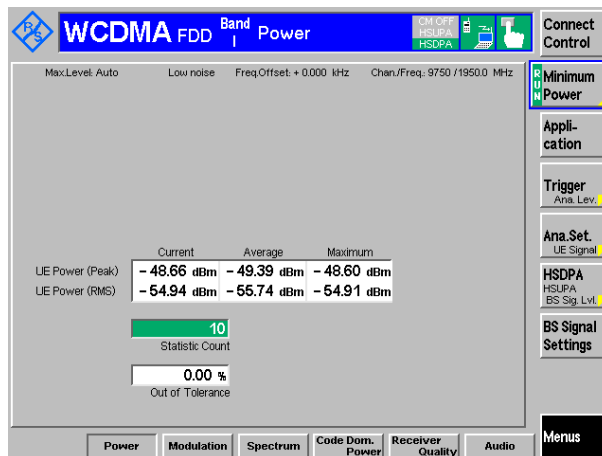 R&S
WCDMA FDD Band I Power
CM OFF
HSUPA
HSDPA
Connect Control
Max.Level: Auto Low noise Freq.Offset: + 0.000 kHz Chan./Freq.: 9750 / 1950.0 MHz
RUN
Minimum Power
Appli-
cation
Trigger
Ana. Lev.
Ana.Set.
UE Signal
Current Average Maximum
UE Power (Peak) - 48.66 dBm - 49.39 dBm - 48.60 dBm
UE Power (RMS) - 54.94 dBm - 55.74 dBm - 54.91 dBm
HSDPA
HSUPA
BS Sig. Lvl.
10
Statistic Count
BS Signal
Settings
0.00 %
Out of Tolerance
Power Modulation Spectrum Code Dom. Power Receiver Quality Audio
Menus